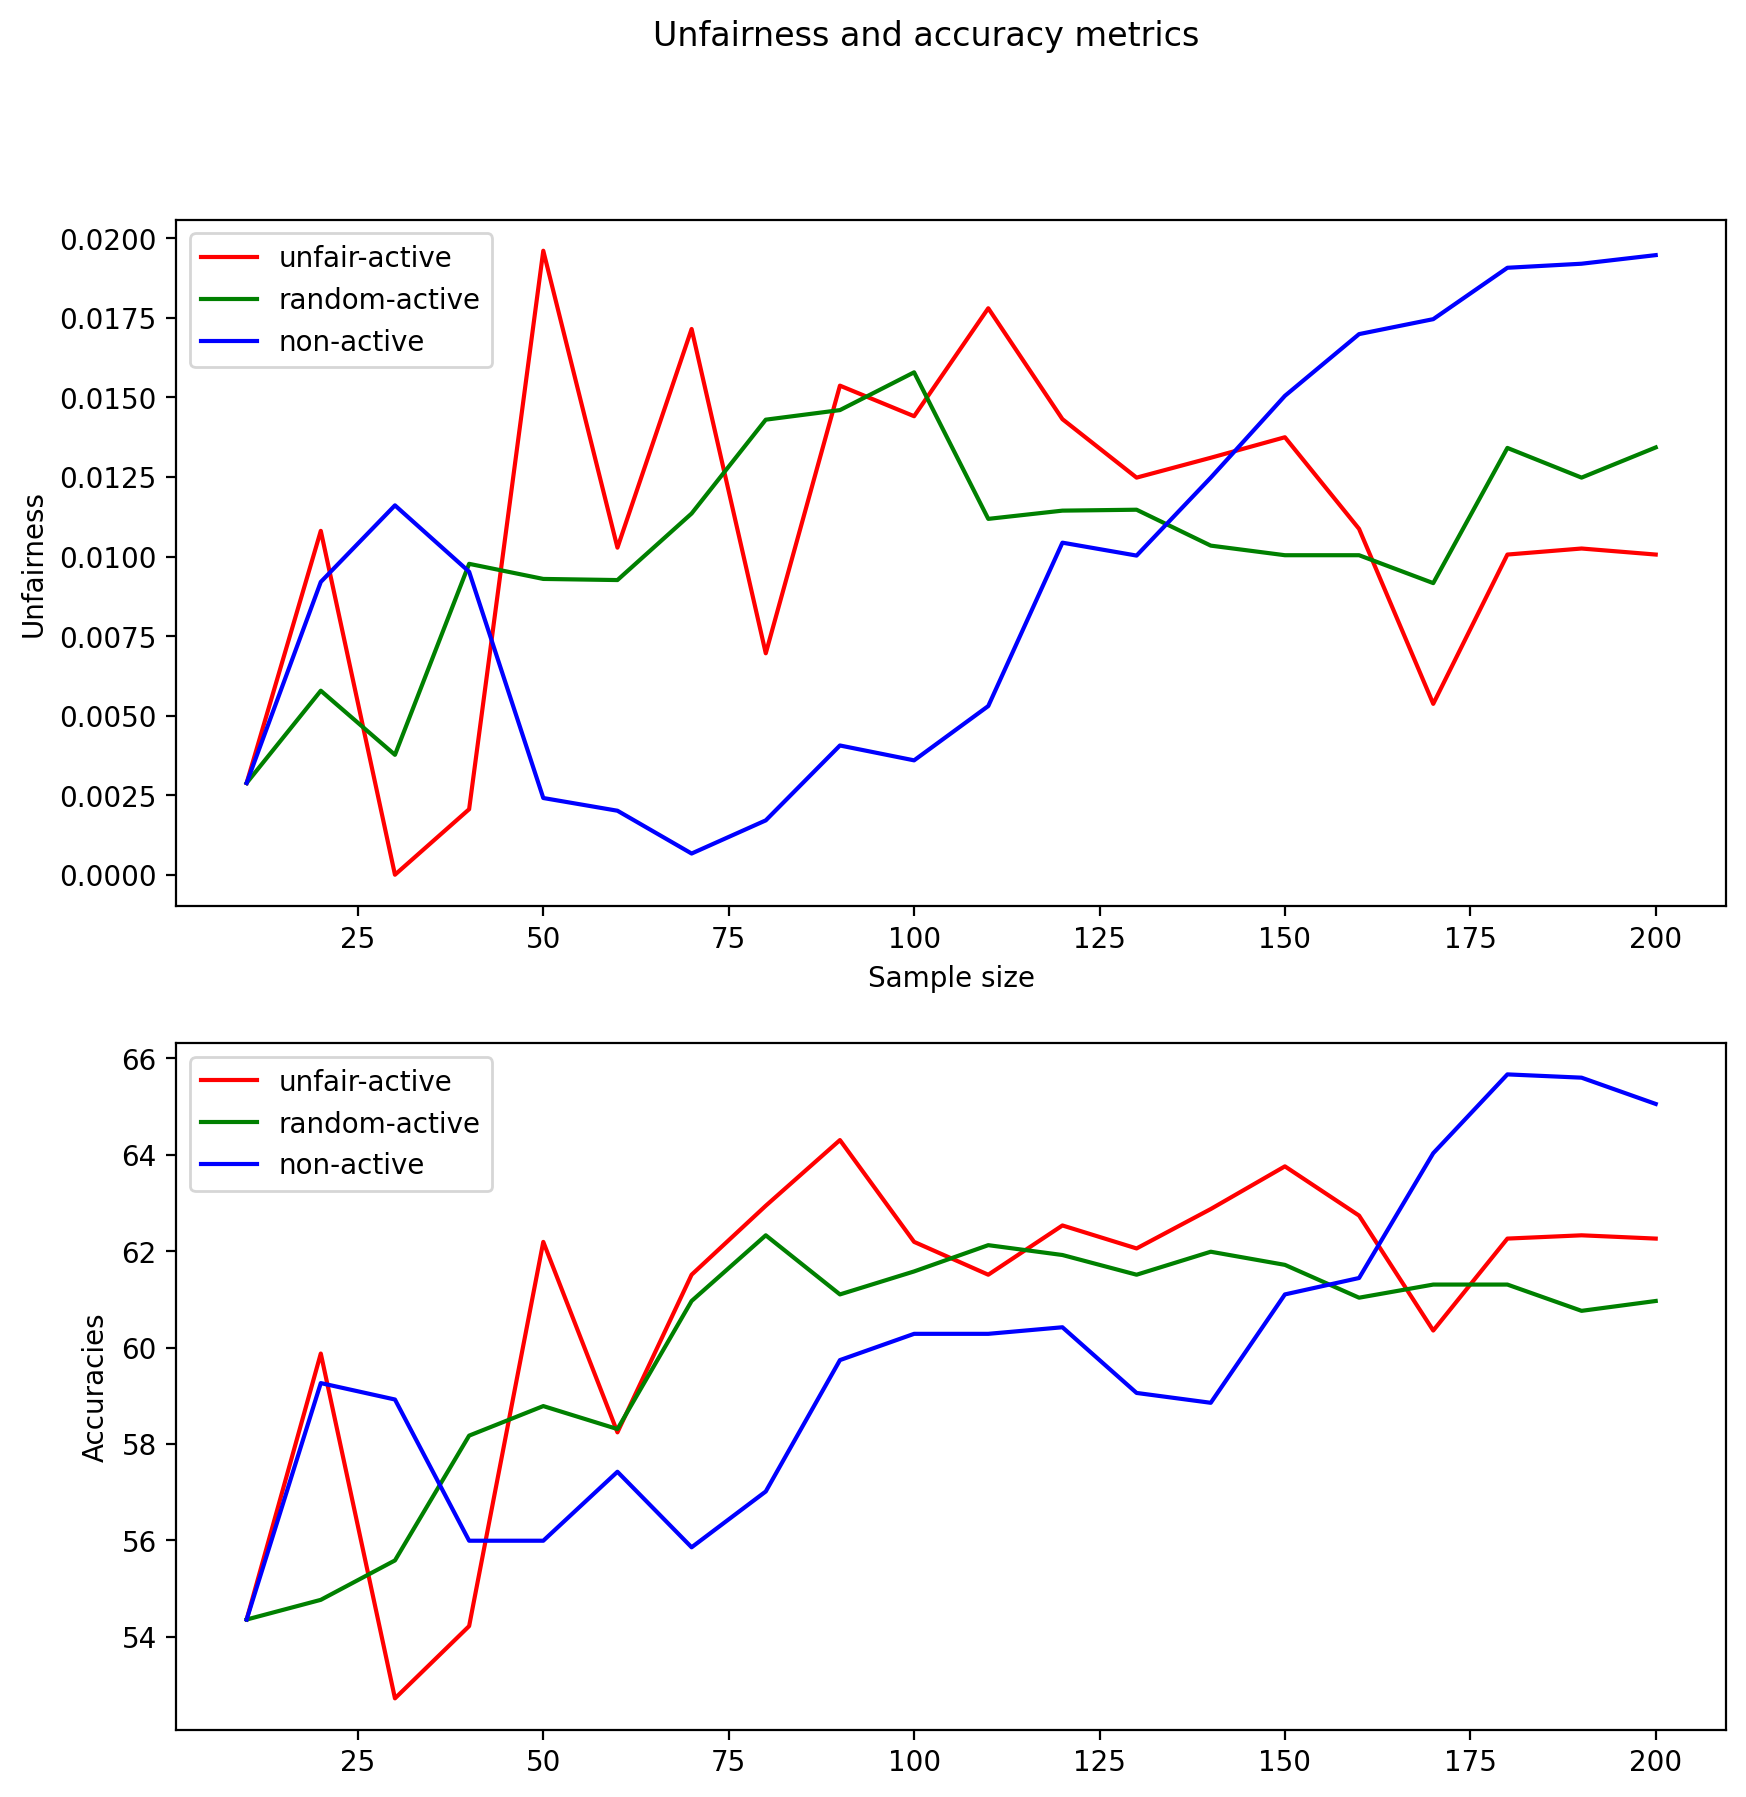 Unfairness and accuracy metrics
0.0200
0.0175
0.0150
0.0125
0.0100
0.0075
0.0050
0.0025
0.0000
Unfairness
unfair-active
random-active
non-active
25 50 75 100 125 150 175 200
Sample size
66
64
62
60
58
56
54
Accuracies
unfair-active
random-active
non-active
25 50 75 100 125 150 175 200